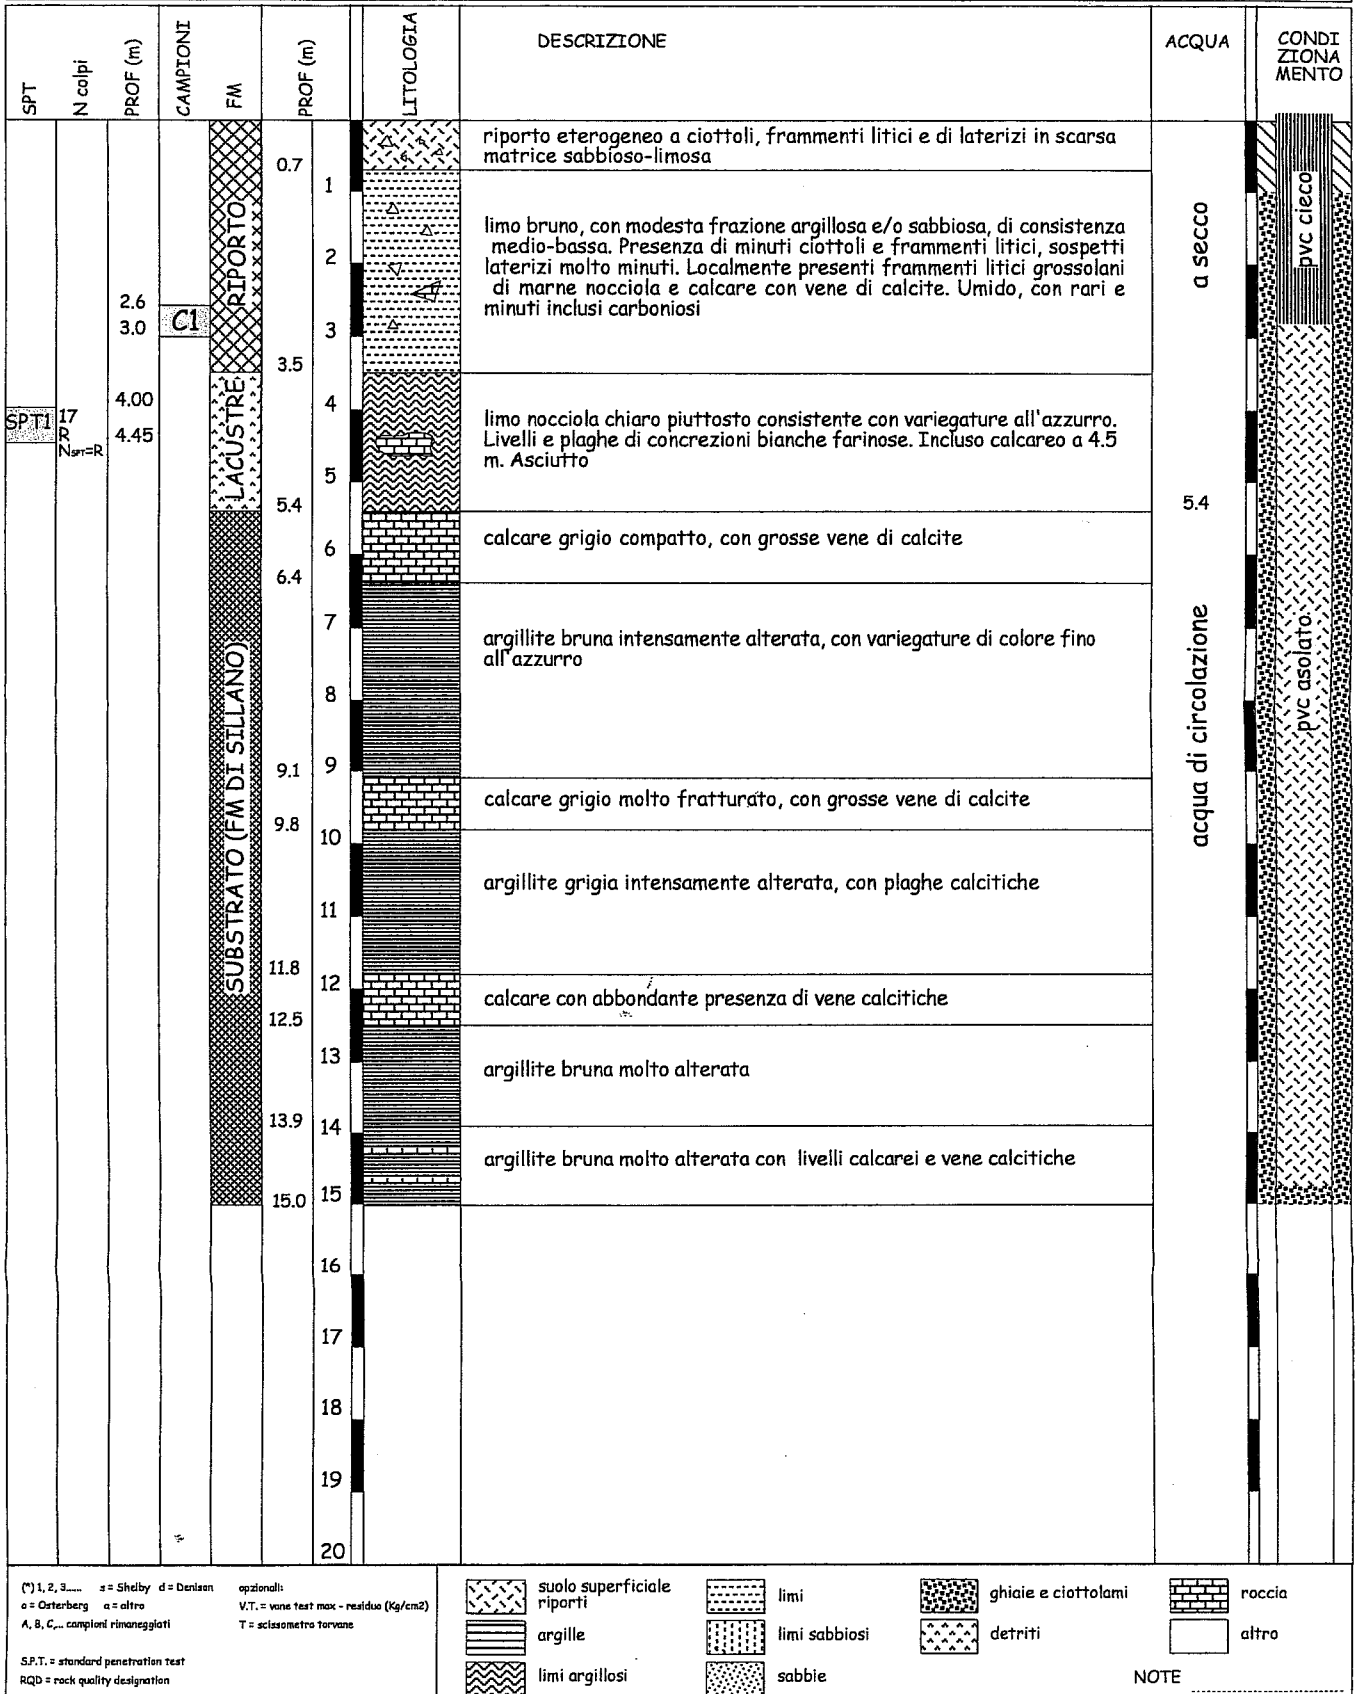 SPT
N colpi
PROF (m)
CAMPIONI
FM
PROF (m)
LITOLOGIA
DESCRIZIONE
ACQUA
CONDI
ZIONA
MENTO
riporto eterogeneo a ciottoli, frammenti litici e di laterizi in scarsa
matrice sabbioso-limosa
0.7
1
limo bruno, con modesta frazione argillosa e/o sabbiosa, di consistenza
medio-bassa. Presenza di minuti ciottoli e frammenti litici, sospetti
laterizi molto minuti. Localmente presenti frammenti litici grossolani
di marne nocciola e calcare con vene di calcite. Umido, con rari e
minuti inclusi carboniosi
RIPORTO
a seco
pvc cieco
2
2.6
3.0
C1
3
3.5
LACUSTRE
4.00
4
SPT1
17
R
NSPT=R
4.45
limo nocciola chiaro piuttosto consistente con variegature all'azzurro.
Livelli e plaghe di concrezioni bianche farinose. Incluso calcareo a 4.5
m. Asciutto
5
5.4
5.4
SUBSTRATO (FM DI SILLANO)
acqua di circolazione
pvc asolato
calcare grigio compatto, con grosse vene di calcite
6
6.4
7
argillite bruna intensamente alterata, con variegature di colore fino
all'azzurro
8
9
9.1
calcare grigio molto fratturato, con grosse vene di calcite
9.8
10
argillite grigia intensamente alterata, con plaghe calcitiche
11
11.8
12
calcare con abbondante presenza di vene calcitiche
12.5
13
argillite bruna molto alterata
13.9
14
argillite bruna molto alterata con livelli calcarei e vene calcitiche
15.0
15
16
17
18
19
20
(*) 1, 2, 3...... s = Shelby d = Denison
o = Osterberg a = altro
A, B, C,... campioni rimaneggiati
S.P.T. = standard penetration test
RQD = rock quality designation
opzionali:
V.T. = vane test max - residuo (Kg/cm2)
T = scissometro torvane
suolo superficiale
riporti
argille
limi argillosi
limi
limi sabbiosi
sabbie
ghiaie e ciottolami
detriti
roccia
altro
NOTE